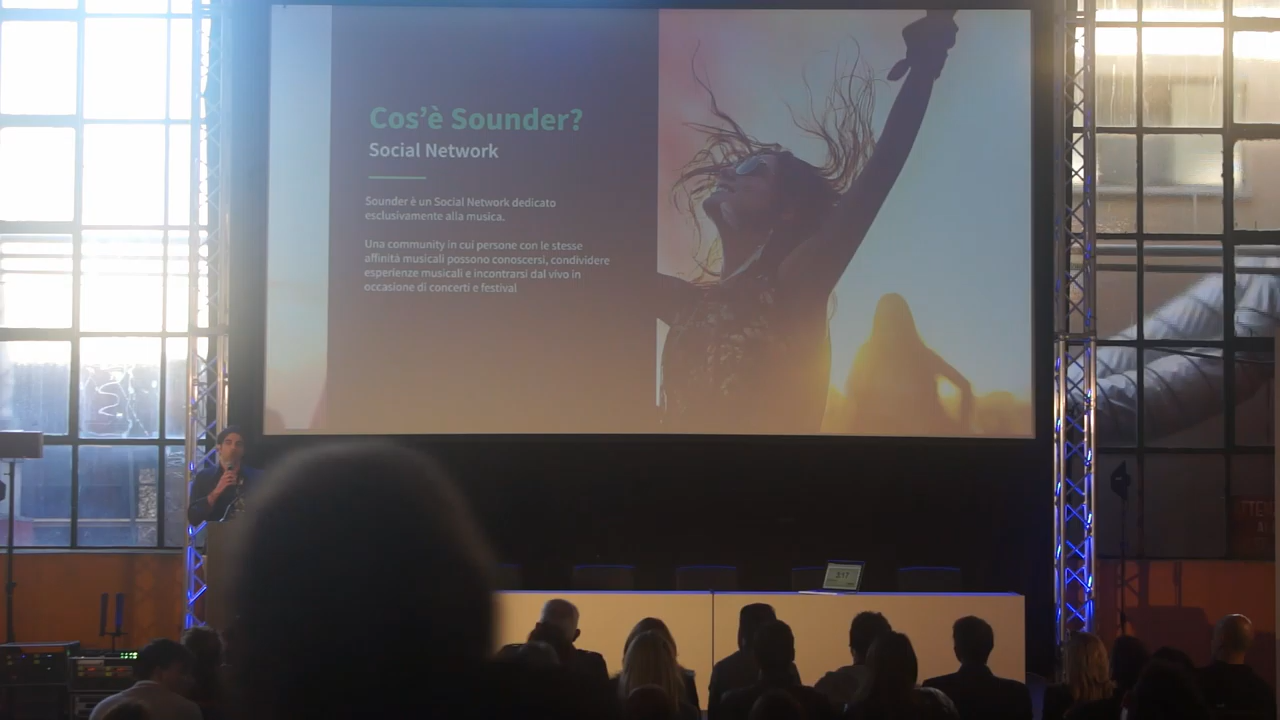 Cos'è Sounder?
Social Network
Sounder è un Social Network dedicato
esclusivamente alla musica.
Una community in cui persone con le stesse
affinità musicali possono conoscersi, condividere
esperienze musicali e incontrarsi dal vivo in
occasione di concerti e festival